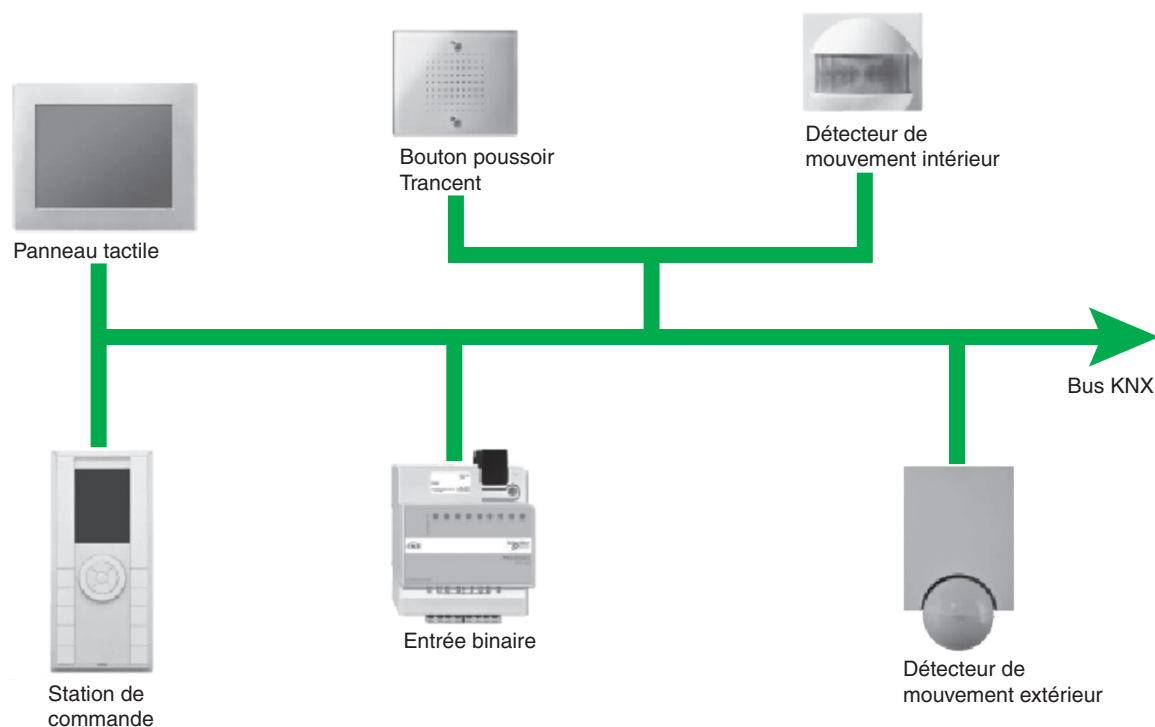 Bouton poussoir
Trancent
Détecteur de
mouvement intérieur
Panneau tactile
Bus KNX
KNX
Entrée binaire
Station de
commande
Détecteur de
mouvement extérieur